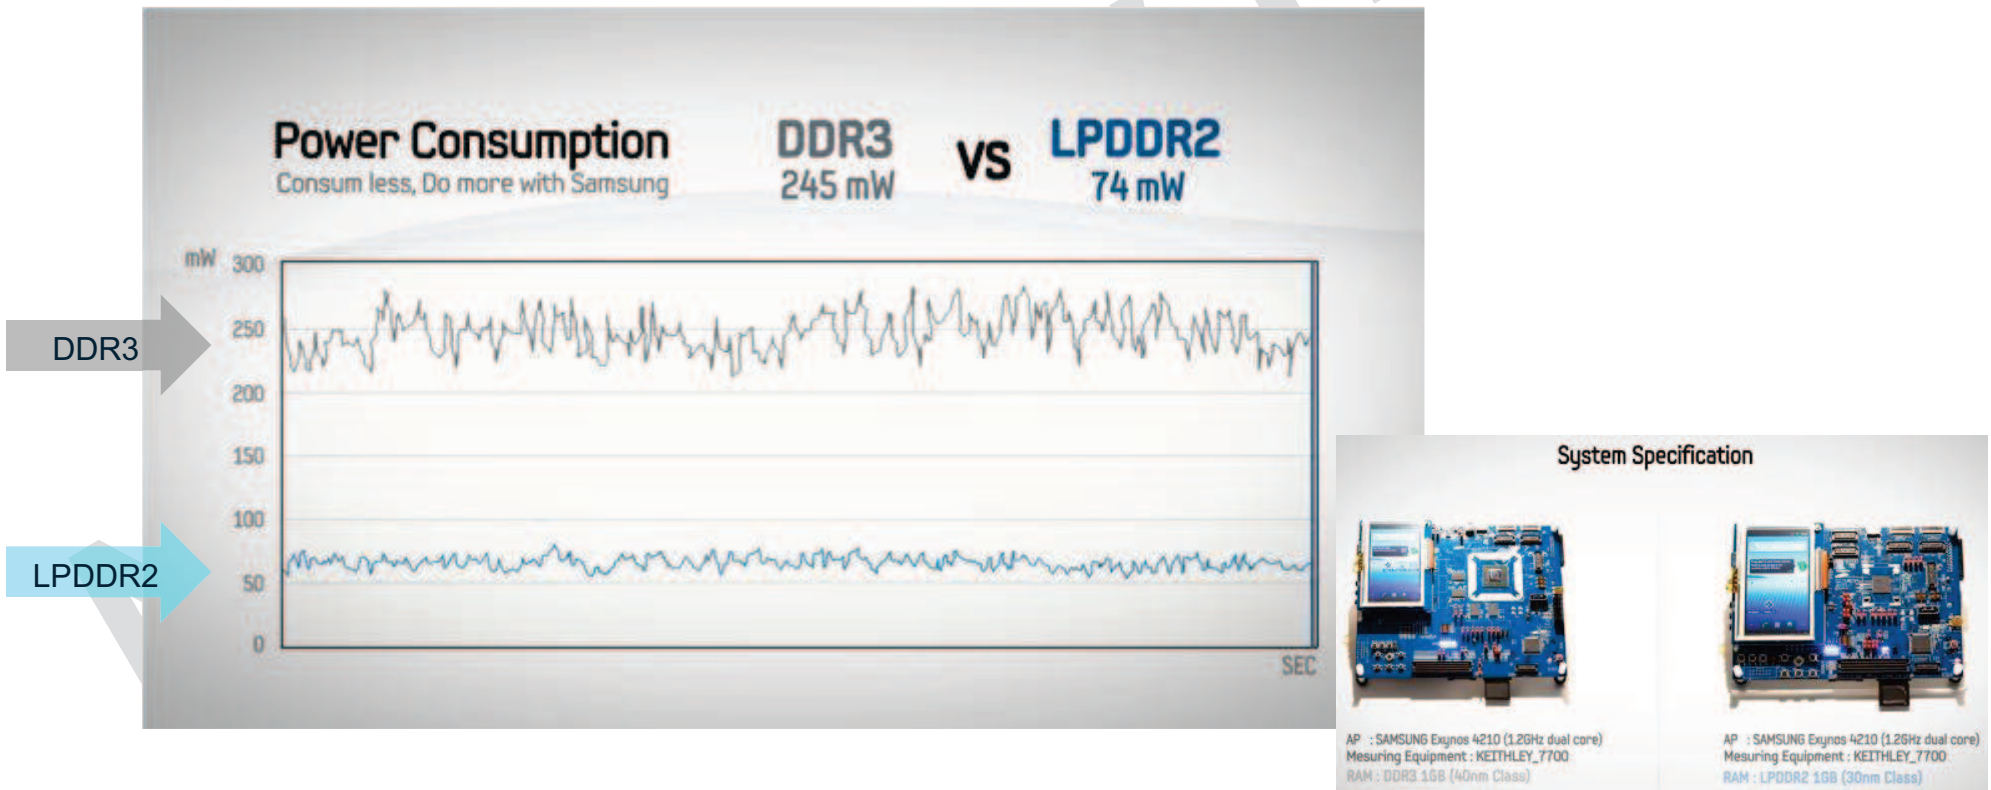 Power Consumption
Consum less, Do more with Samsung
DDR3
245 mW
VS
LPDDR2
74 mW
mW
300
250
200
150
100
50
0
SEC
DDR3
LPDDR2
System Specification
AP : SAMSUNG Exynos 4210 (1.2GHz dual core)
Mesuring Equipment : KEITHLEY_7700
RAM : DDR3 1GB (40nm Class)
AP : SAMSUNG Exynos 4210 (1.2GHz dual core)
Mesuring Equipment : KEITHLEY_7700
RAM : LPDDR2 1GB (30nm Class)